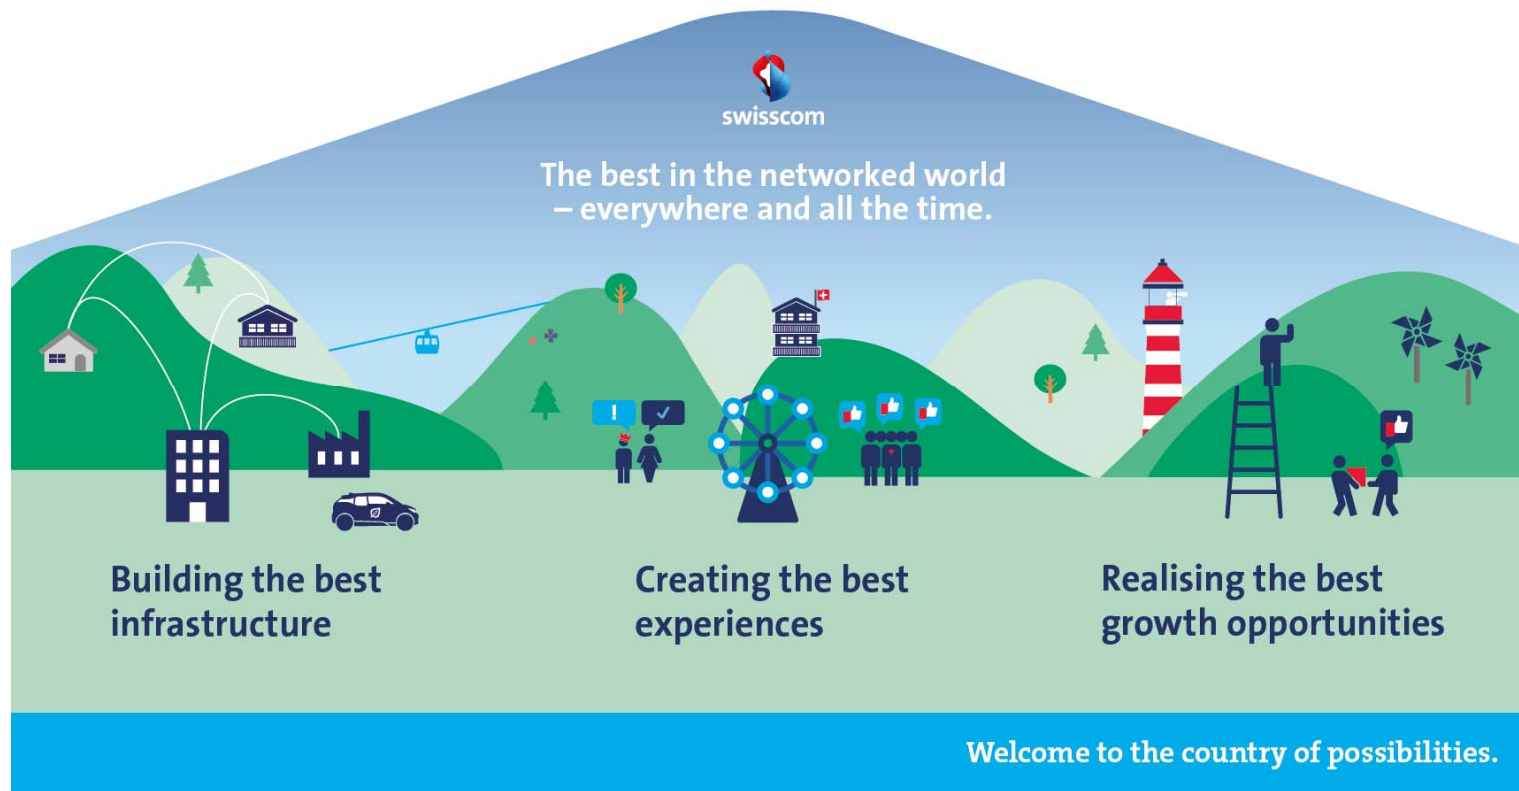 swisscom
The best in the networked world
– everywhere and all the time.
!
Building the best
infrastructure
Creating the best
experiences
Realising the best
growth opportunities
Welcome to the country of possibilities.